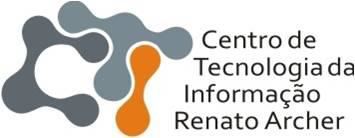 Centro de
Tecnologia da
Informação
Renato Archer